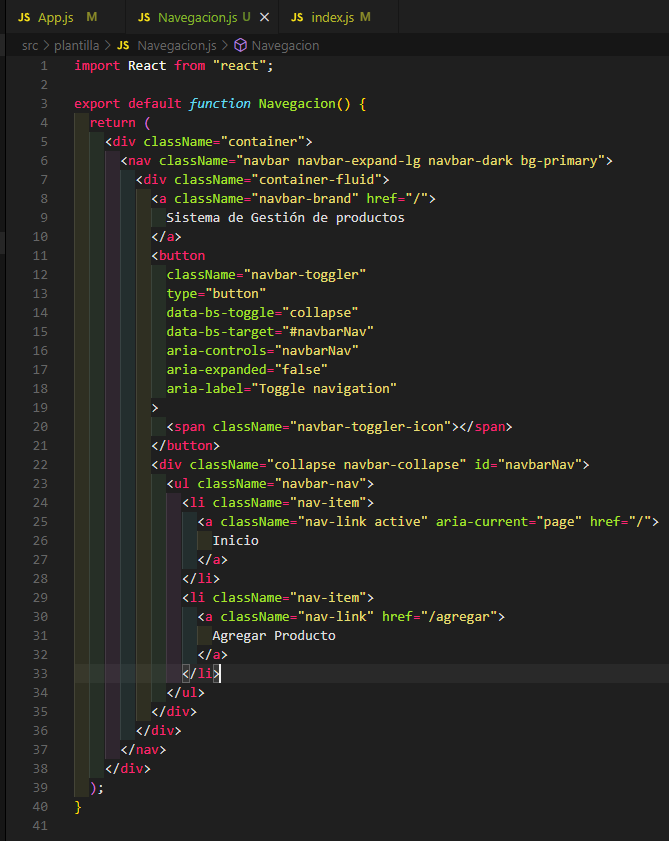 JS App.js M JS Navegacion.js U × JS index.js M
src > plantilla > JS Navegacion.js > Navegacion
1 import React from "react";
2
3 export default function Navegacion() {
4   return (
5     <div className="container">
6       <nav className="navbar navbar-expand-lg navbar-dark bg-primary">
7         <div className="container-fluid">
8           <a className="navbar-brand" href="/">
9             Sistema de Gestión de productos
10           </a>
11           <button
12             className="navbar-toggler"
13             type="button"
14             data-bs-toggle="collapse"
15             data-bs-target="#navbarNav"
16             aria-controls="navbarNav"
17             aria-expanded="false"
18             aria-label="Toggle navigation"
19           >
20             <span className="navbar-toggler-icon"></span>
21           </button>
22           <div className="collapse navbar-collapse" id="navbarNav">
23             <ul className="navbar-nav">
24               <li className="nav-item">
25                 <a className="nav-link active" aria-current="page" href="/">
26                   Inicio
27                 </a>
28               </li>
29               <li className="nav-item">
30                 <a className="nav-link" href="/agregar">
31                   Agregar Producto
32                 </a>
33               </li>
34             </ul>
35           </div>
36         </div>
37       </nav>
38     </div>
39   );
40 }
41